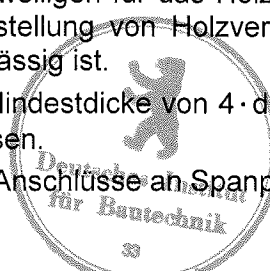 weiligen für das Holz
stellung von Holzver
ässig ist.
Mindestdicke von 4·d
sen.
Anschlüsse an Spanp
Deutsches Institut
für Bautechnik
33